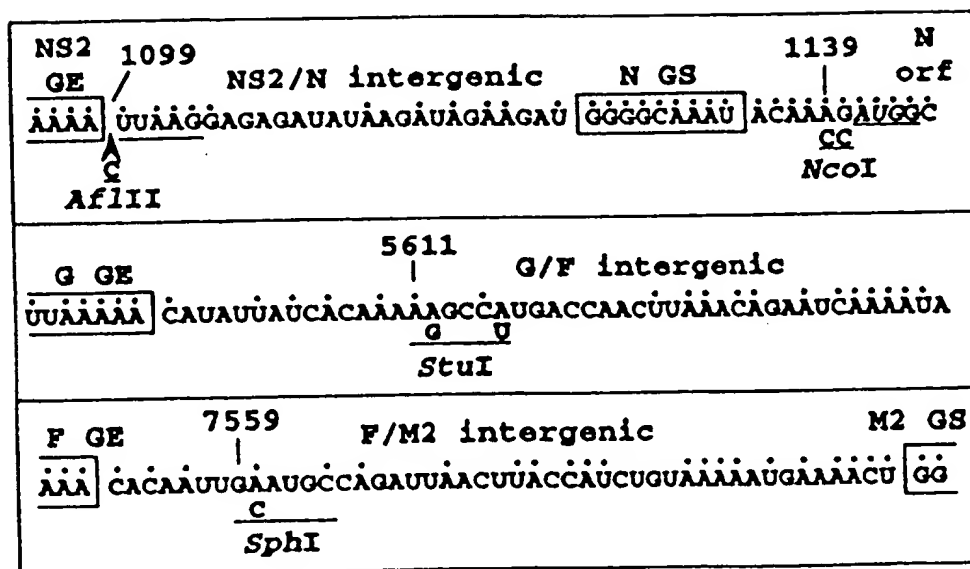 NS2 1099 1139 N
GE NS2/N intergenic N GS orf
AAAA UUAAGGAGAGAUAUAAGAUAGAAGAU GGGGCAAAU ACAAAGAUGGC
C CC
AflII NcoI
5611
G GE G/F intergenic
UUAAAAA CAUAUUAUCACAAAAAGCCAUGACCAACUUAAACAGAAUCAAAAUA
G U
StuI
7559
F GE F/M2 intergenic M2 GS
AAA CACAAUUGAAUGCCAGAUUAACUUACCAUCUGUAAAAAUGAAAACU GG
C
SphI